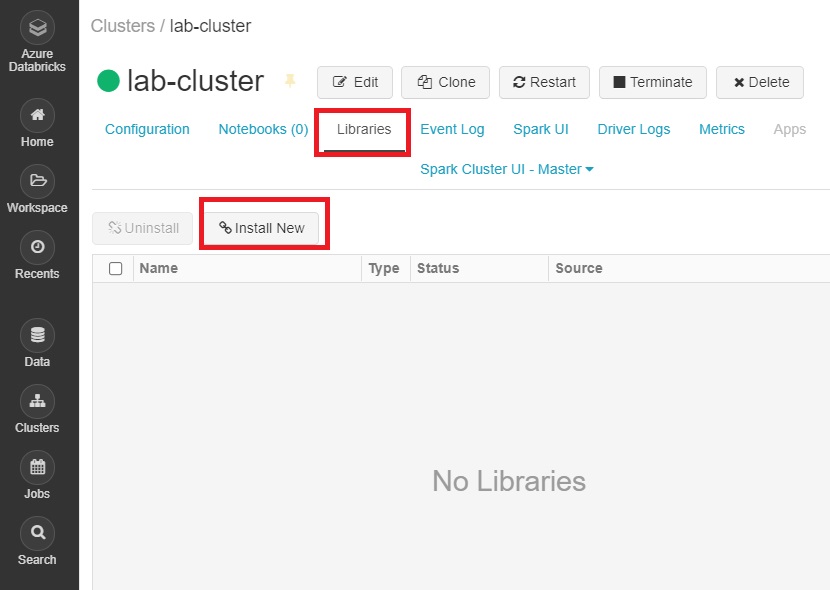 Azure
Databricks
Home
Workspace
Recents
Data
Clusters
Jobs
Search
Clusters / lab-cluster
lab-cluster Edit Clone Restart Terminate Delete
Configuration Notebooks (0) Libraries Event Log Spark UI Driver Logs Metrics Apps
Spark Cluster UI - Master
Uninstall Install New
Name Type Status Source
No Libraries